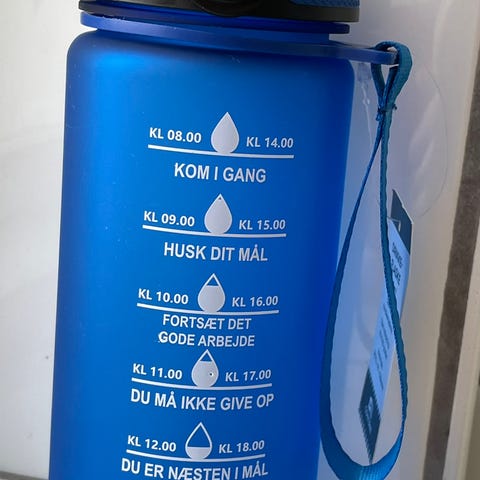 KL 08.00 KL 14.00
KOM I GANG
KL 09.00 KL 15.00
HUSK DIT MÅL
KL 10.00 KL 16.00
FORTSÆT DET
GODE ARBEJDE
KL 11.00 KL 17.00
DU MÅ IKKE GIVE OP
KL 12.00 KL 18.00
DU ER NÆSTEN I MÅL